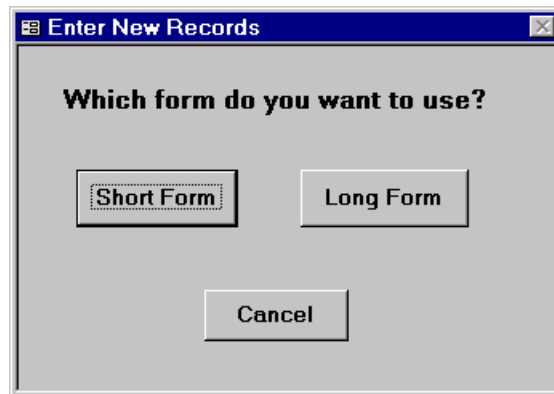 Enter New Records
Which form do you want to use?
Short Form
Long Form
Cancel